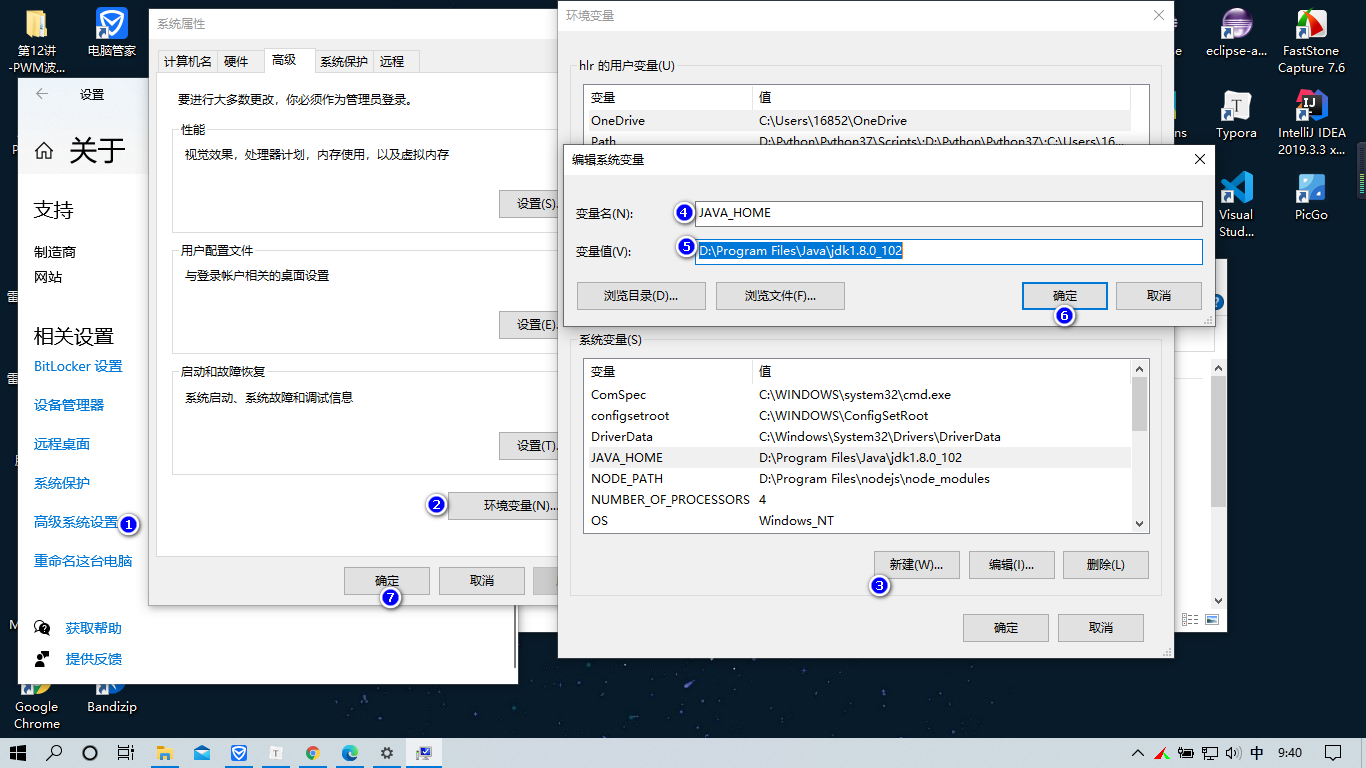 第12讲
-PWM波...
电脑管家
设置
关于
支持
制造商
网站
相关设置
BitLocker 设置
设备管理器
远程桌面
系统保护
高级系统设置
1
重命名这台电脑
获取帮助
提供反馈
Google
Chrome
Bandizip
系统属性
计算机名
硬件
高级
系统保护
远程
要进行大多数更改，你必须作为管理员登录。
性能
视觉效果，处理器计划，内存使用，以及虚拟内存
设置(S)...
用户配置文件
与登录帐户相关的桌面设置
设置(E)...
启动和故障恢复
系统启动、系统故障和调试信息
设置(T)...
2
环境变量(N)...
确定
取消
7
环境变量
hlr 的用户变量(U)
变量 值
OneDrive C:\Users\16852\OneDrive
Path D:\Python\Python37\Scripts\;D:\Python\Python37\;C:\Users\16...
编辑系统变量
变量名(N): 4 JAVA_HOME
变量值(V): 5 D:\Program Files\Java\jdk1.8.0_102
浏览目录(D)... 浏览文件(F)... 确定 取消
6
系统变量(S)
变量 值
ComSpec C:\WINDOWS\system32\cmd.exe
configsetroot C:\WINDOWS\ConfigSetRoot
DriverData C:\Windows\System32\Drivers\DriverData
JAVA_HOME D:\Program Files\Java\jdk1.8.0_102
NODE_PATH D:\Program Files\nodejs\node_modules
NUMBER_OF_PROCESSORS 4
OS Windows_NT
新建(W)... 编辑(I)... 删除(L)
3
确定 取消
eclipse-a...
FastStone
Capture 7.6
Typora
IntelliJ IDEA
2019.3.3 x...
Visual
Stud...
PicGo
中 9:40